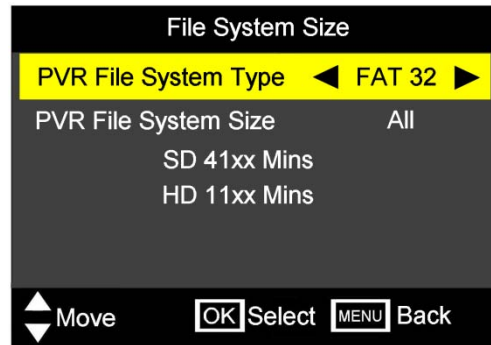 File System Size
PVR File System Type ◀ FAT 32 ▶
PVR File System Size All
SD 41xx Mins
HD 11xx Mins
Move OK Select MENU Back